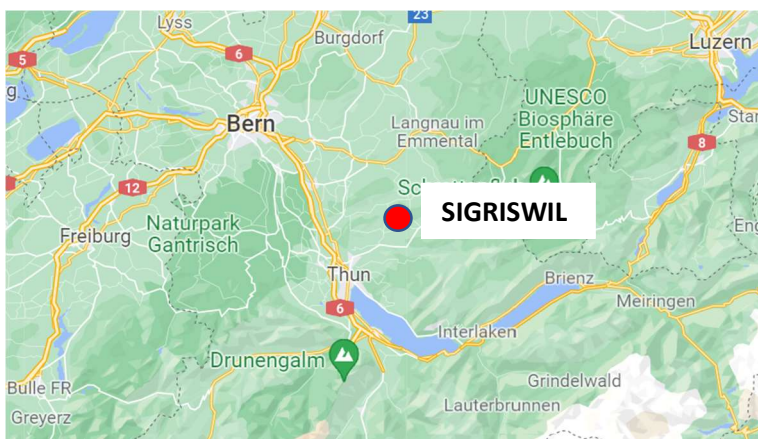 Lyss
23
Burgdorf
Luzern
5
6
UNESCO
Biosphäre
Entlebuch
Bern
Langnau im
Emmental
8
12
SIGRISWIL
Naturpark
Gantrisch
Freiburg
Thun
Brienz
Meiringen
6
Interlaken
Drunengalm
Grindelwald
Bulle FR
Lauterbrunnen
Greyerz